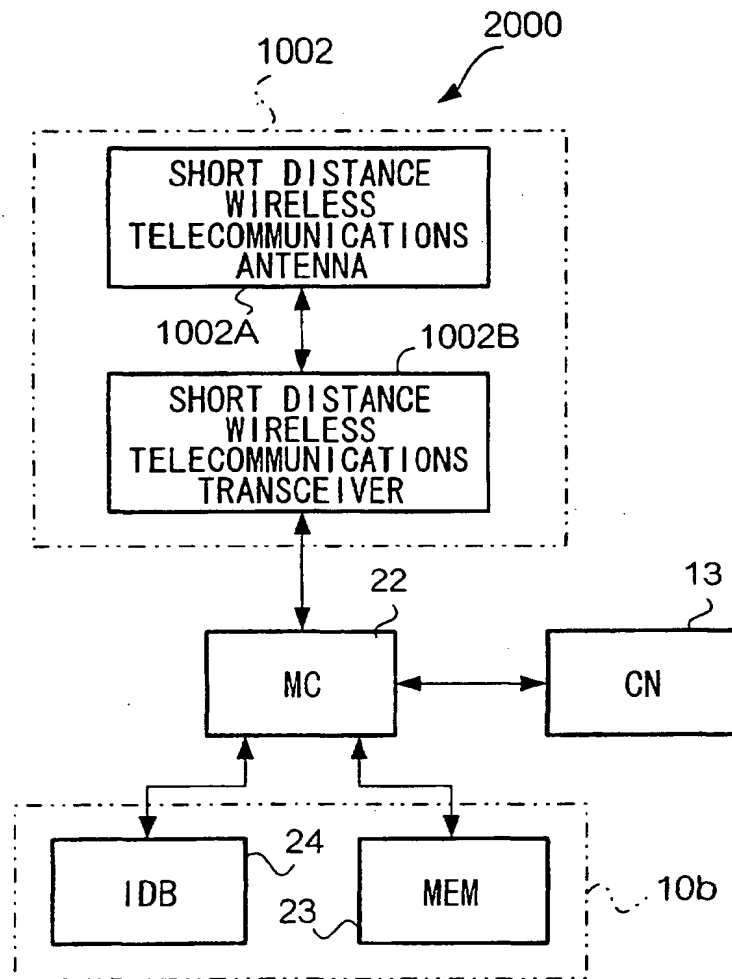 2000
1002
SHORT DISTANCE
WIRELESS
TELECOMMUNICATIONS
ANTENNA
1002A
1002B
SHORT DISTANCE
WIRELESS
TELECOMMUNICATIONS
TRANSCEIVER
22
13
MC
CN
24
IDB
23
MEM
10b